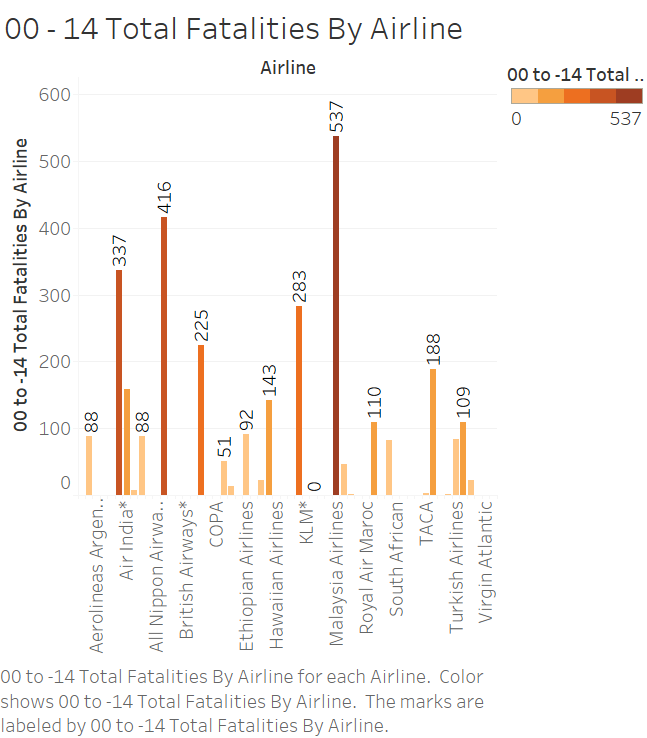 00 - 14 Total Fatalities By Airline
Airline
00 to -14 Total ..
0 537
00 to -14 Total Fatalities By Airline
600
500
400
300
200
100
0
88
337
88
416
225
51
92
143
283
0
537
110
188
109
Aerolineas Argen..
Air India*
All Nippon Airwa..
British Airways*
COPA
Ethiopian Airlines
Hawaiian Airlines
KLM*
Malaysia Airlines
Royal Air Maroc
South African
TACA
Turkish Airlines
Virgin Atlantic
00 to -14 Total Fatalities By Airline for each Airline. Color
shows 00 to -14 Total Fatalities By Airline. The marks are
labeled by 00 to -14 Total Fatalities By Airline.